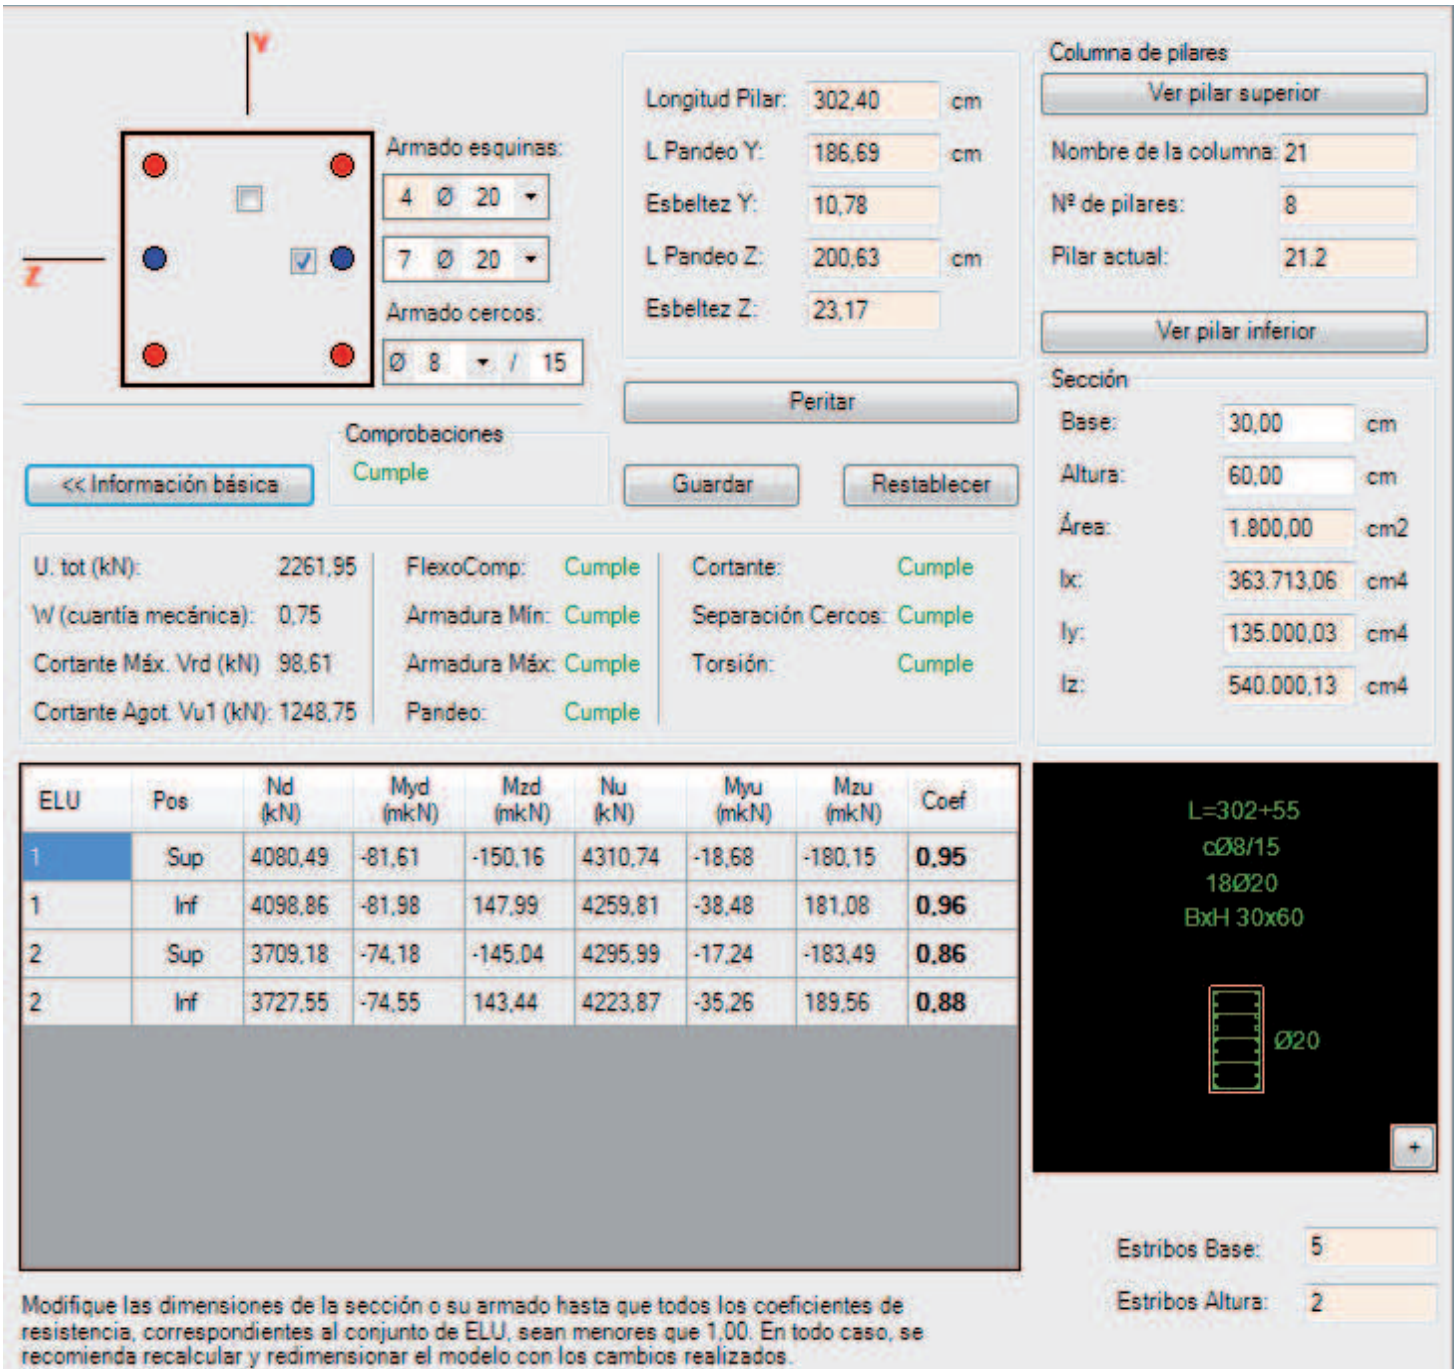 Y
Z
Armado esquinas:
4 Ø 20
7 Ø 20
Armado cercos:
Ø 8 / 15
Longitud Pilar: 302,40 cm
L Pandeo Y: 186,69 cm
Esbeltez Y: 10,78
L Pandeo Z: 200,63 cm
Esbeltez Z: 23,17
Columna de pilares
Ver pilar superior
Nombre de la columna: 21
Nº de pilares: 8
Pilar actual: 21.2
Ver pilar inferior
Peritar
<< Información básica
Comprobaciones
Cumple
Guardar
Restablecer
Sección
Base: 30,00 cm
Altura: 60,00 cm
Área: 1.800,00 cm2
Ix: 363.713,06 cm4
Iy: 135.000,03 cm4
Iz: 540.000,13 cm4
U. tot (kN): 2261,95
W (cuantía mecánica): 0,75
Cortante Máx. Vrd (kN) 98,61
Cortante Agot. Vu1 (kN): 1248,75
FlexoComp: Cumple
Armadura Mín: Cumple
Armadura Máx: Cumple
Pandeo: Cumple
Cortante: Cumple
Separación Cercos: Cumple
Torsión: Cumple
ELU Pos Nd (kN) Myd (mkN) Mzd (mkN) Nu (kN) Myu (mkN) Mzu (mkN) Coef
1 Sup 4080,49 -81,61 -150,16 4310,74 -18,68 -180,15 0,95
1 Inf 4098,86 -81,98 147,99 4259,81 -38,48 181,08 0,96
2 Sup 3709,18 -74,18 -145,04 4295,99 -17,24 -183,49 0,86
2 Inf 3727,55 -74,55 143,44 4223,87 -35,26 189,56 0,88
L=302+55
cØ8/15
18Ø20
BxH 30x60
Ø20
+
Estribos Base: 5
Estribos Altura: 2
Modifique las dimensiones de la sección o su armado hasta que todos los coeficientes de
resistencia, correspondientes al conjunto de ELU, sean menores que 1,00. En todo caso, se
recomienda recalcular y redimensionar el modelo con los cambios realizados.